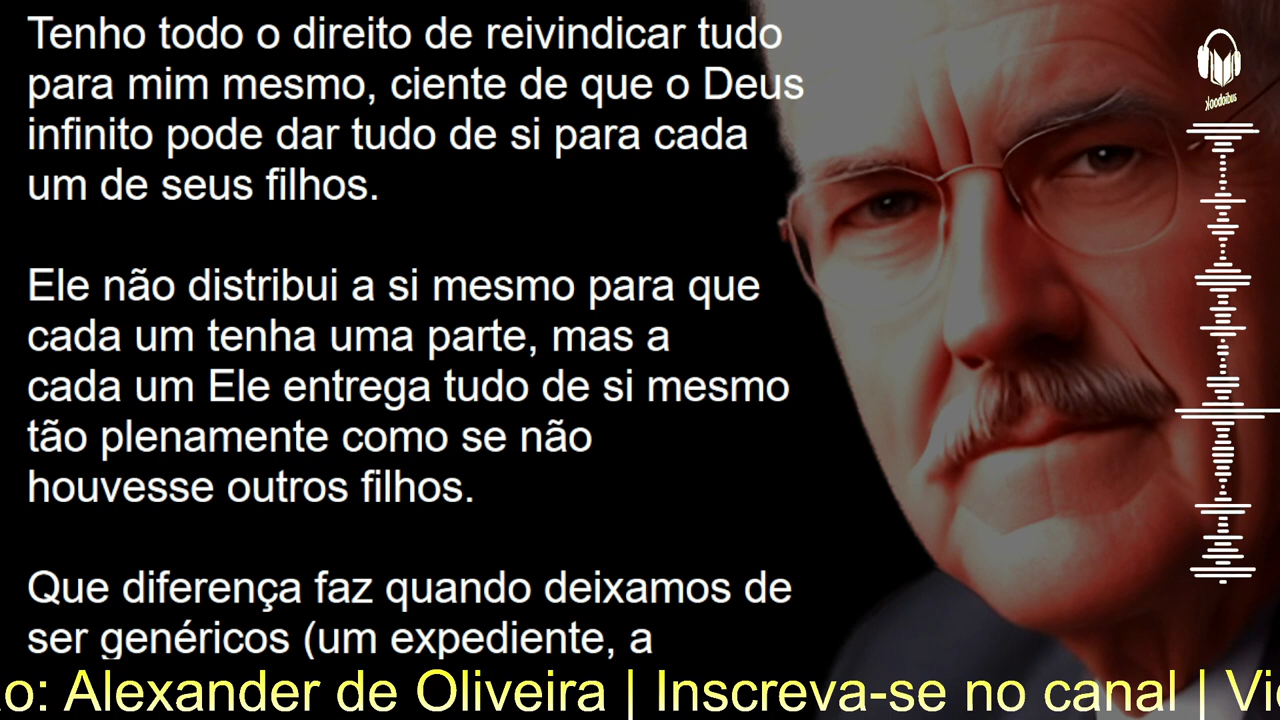 Tenho todo o direito de reivindicar tudo
para mim mesmo, ciente de que o Deus
infinito pode dar tudo de si para cada
um de seus filhos.
Ele não distribui a si mesmo para que
cada um tenha uma parte, mas a
cada um Ele entrega tudo de si mesmo
tão plenamente como se não
houvesse outros filhos.
Que diferença faz quando deixamos de
ser genéricos (um expediente, a
o: Alexander de Oliveira | Inscreva-se no canal | Vi
audiobook